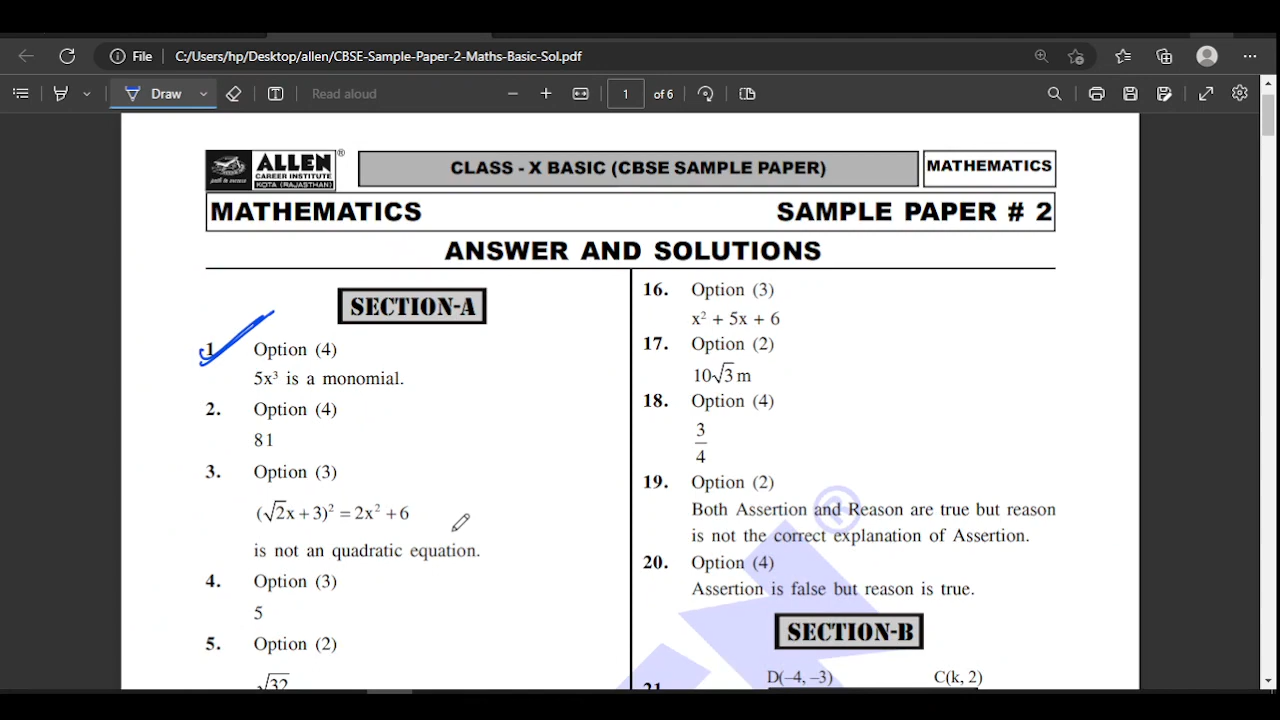 File
C:/Users/hp/Desktop/allen/CBSE-Sample-Paper-2-Maths-Basic-Sol.pdf
Draw
Read aloud
1
of 6
ALLEN®
CAREER INSTITUTE
KOTA (RAJASTHAN)
CLASS - X BASIC (CBSE SAMPLE PAPER)
MATHEMATICS
MATHEMATICS
SAMPLE PAPER # 2
ANSWER AND SOLUTIONS
SECTION-A
1. Option (4)
5x³ is a monomial.
2. Option (4)
81
3. Option (3)
(√2x + 3)² = 2x² + 6
is not an quadratic equation.
4. Option (3)
5
5. Option (2)
√32
16. Option (3)
x² + 5x + 6
17. Option (2)
10√3 m
18. Option (4)
3
4
19. Option (2)
Both Assertion and Reason are true but reason
is not the correct explanation of Assertion.
20. Option (4)
Assertion is false but reason is true.
SECTION-B
D(–4, –3) C(k, 2)
21.